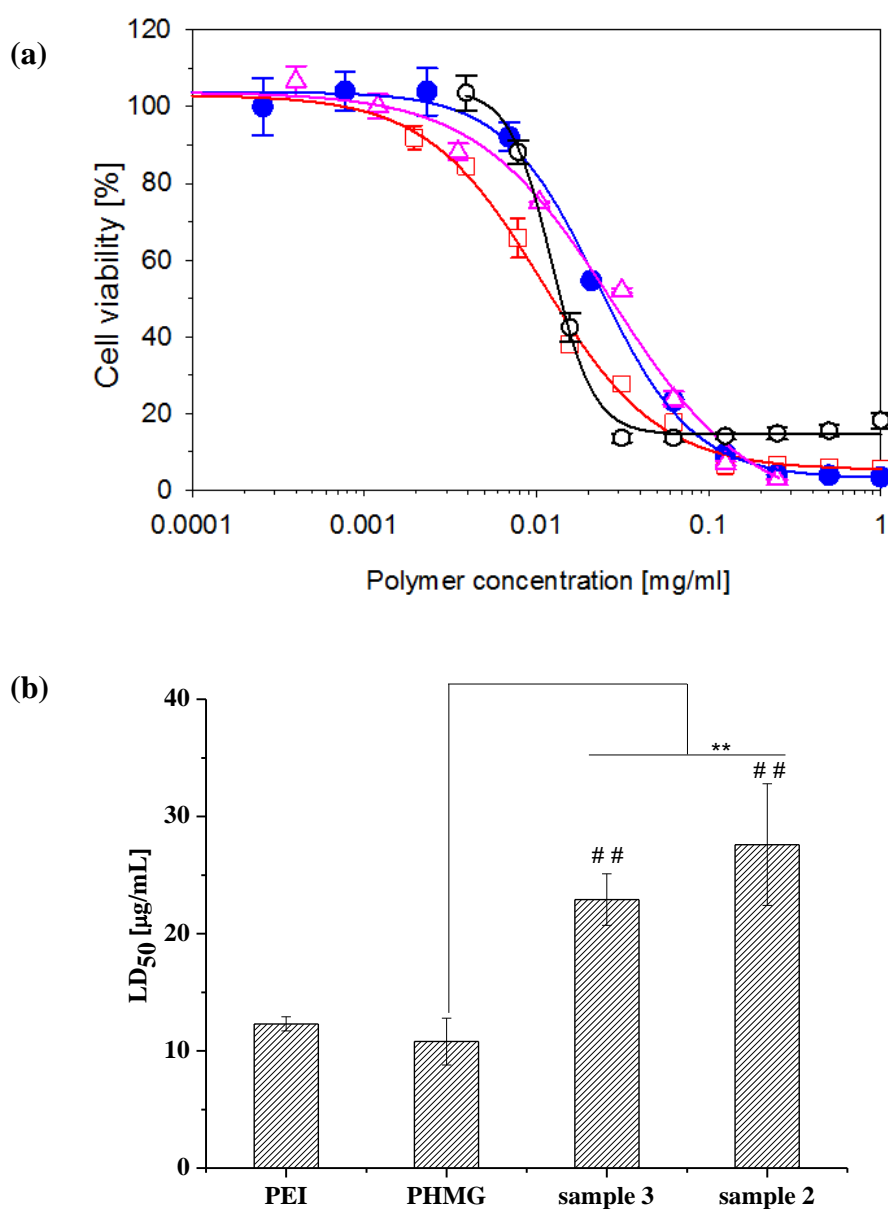 (a)
120
100
80
60
40
20
0
Cell viability [%]
0.0001 0.001 0.01 0.1 1
Polymer concentration [mg/ml]
(b)
40
30
20
10
0
LD50 [µg/mL]
**
# #
# #
PEI PHMG sample 3 sample 2